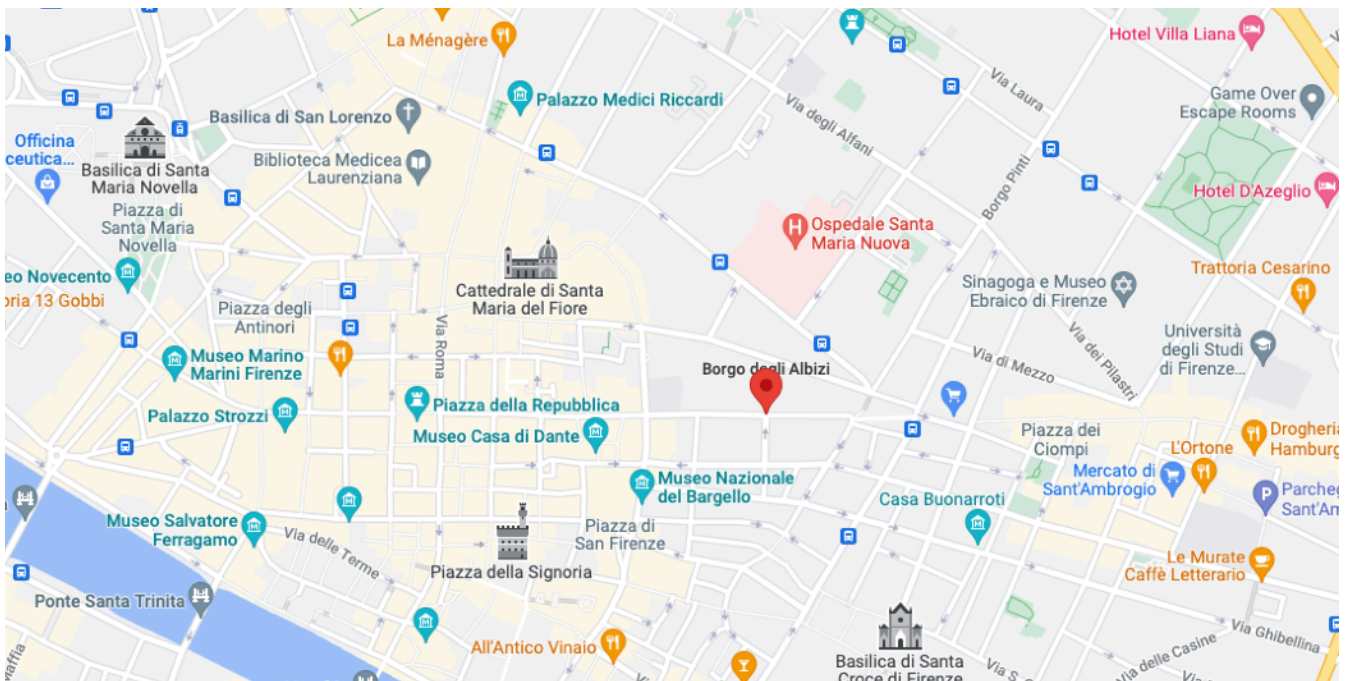 La Ménagère
Hotel Villa Liana
Via Laura
Game Over
Escape Rooms
Palazzo Medici Riccardi
Basilica di San Lorenzo
Via degli Alfani
Officina
ceutica...
Biblioteca Medicea
Laurenziana
Basilica di Santa
Maria Novella
Borgo Pinti
Hotel D'Azeglio
Piazza di
Santa Maria
Novella
H
Ospedale Santa
Maria Nuova
eo Novecento
oria 13 Gobbi
Cattedrale di Santa
Maria del Fiore
Sinagoga e Museo
Ebraico di Firenze
Trattoria Cesarino
Piazza degli
Antinori
Via Roma
Via dei Pilastri
Università
degli Studi
di Firenze...
Museo Marino
Marini Firenze
Borgo degli Albizi
Via di Mezzo
Palazzo Strozzi
Piazza della Repubblica
Museo Casa di Dante
Piazza dei
Ciompi
L'Ortone
Drogheria
Hamburg
Mercato di
Sant'Ambrogio
Museo Nazionale
del Bargello
Casa Buonarroti
P
Parcheg
Sant'Am
Museo Salvatore
Ferragamo
Via delle Terme
Piazza di
San Firenze
Piazza della Signoria
Le Murate
Caffè Letterario
Ponte Santa Trinita
All'Antico Vinaio
Basilica di Santa
Croce di Firenze
Via S.
Via delle Casine
Via Ghibellina
Maffia